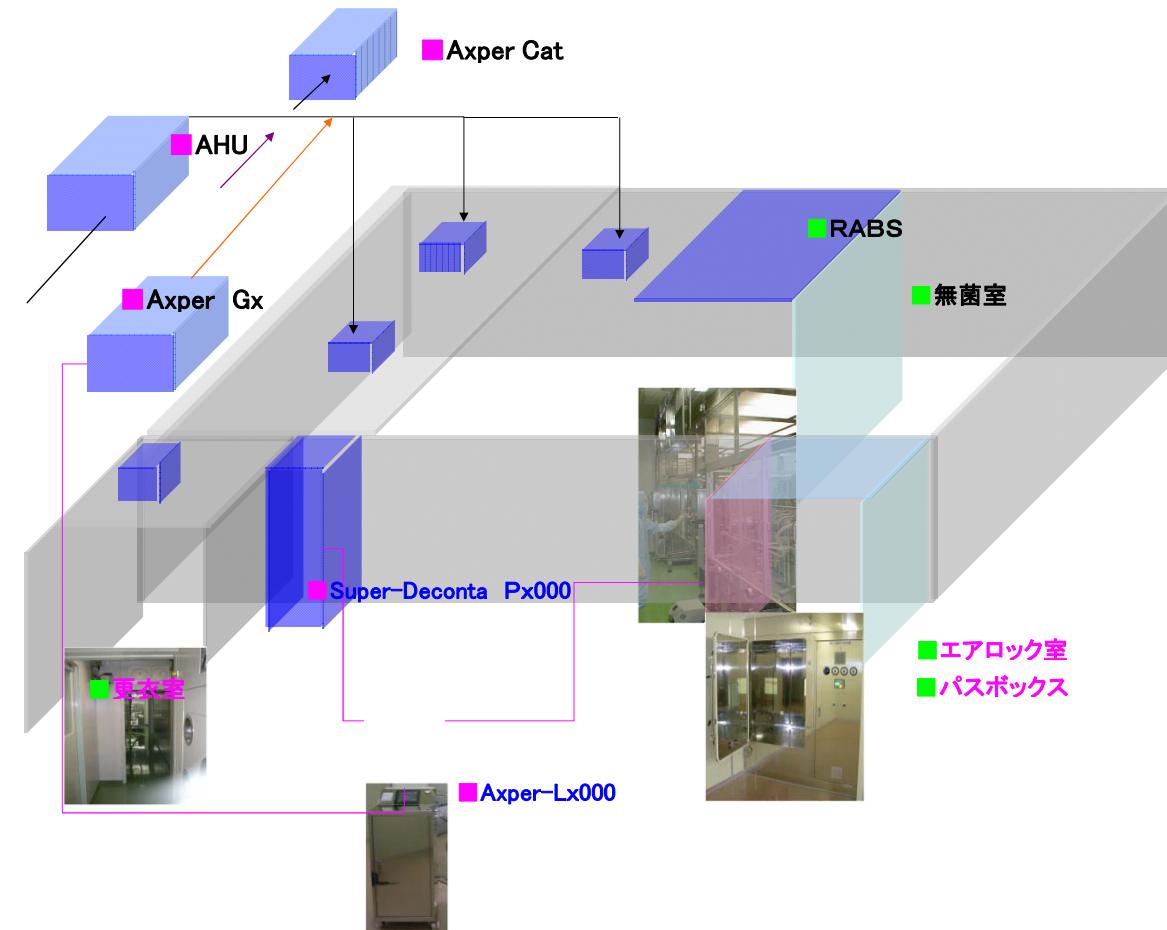 ■Axper Cat
■AHU
■RABS
■Axper Gx
■無菌室
■Super-Deconta Px000
■エアロック室
■更衣室
■パスボックス
■Axper-Lx000